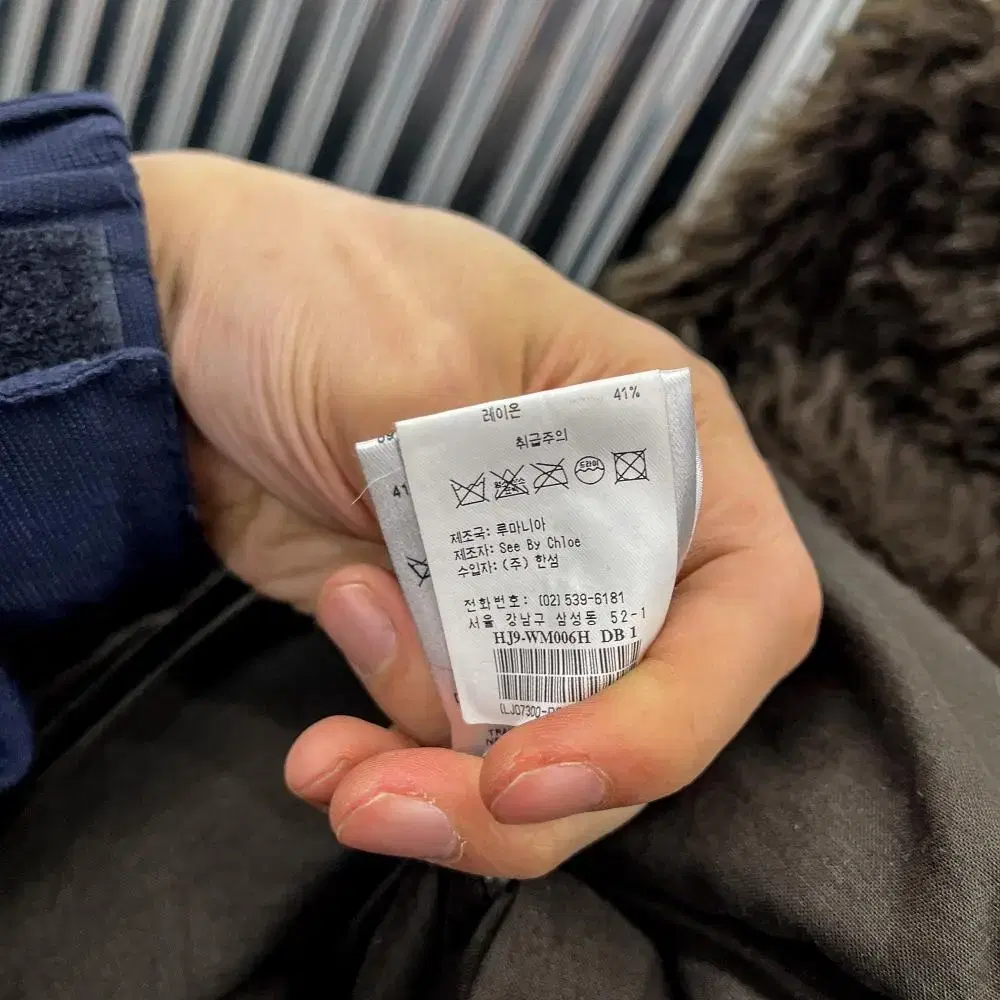 레이온 41%
취급주의
드라이
제조국: 루마니아
제조자: See By Chloe
수입자: (주) 한섬
전화번호: (02) 539-6181
서울 강남구 삼성동 52-1
HJ9-WM006H DB 1
(LJ07300-
41